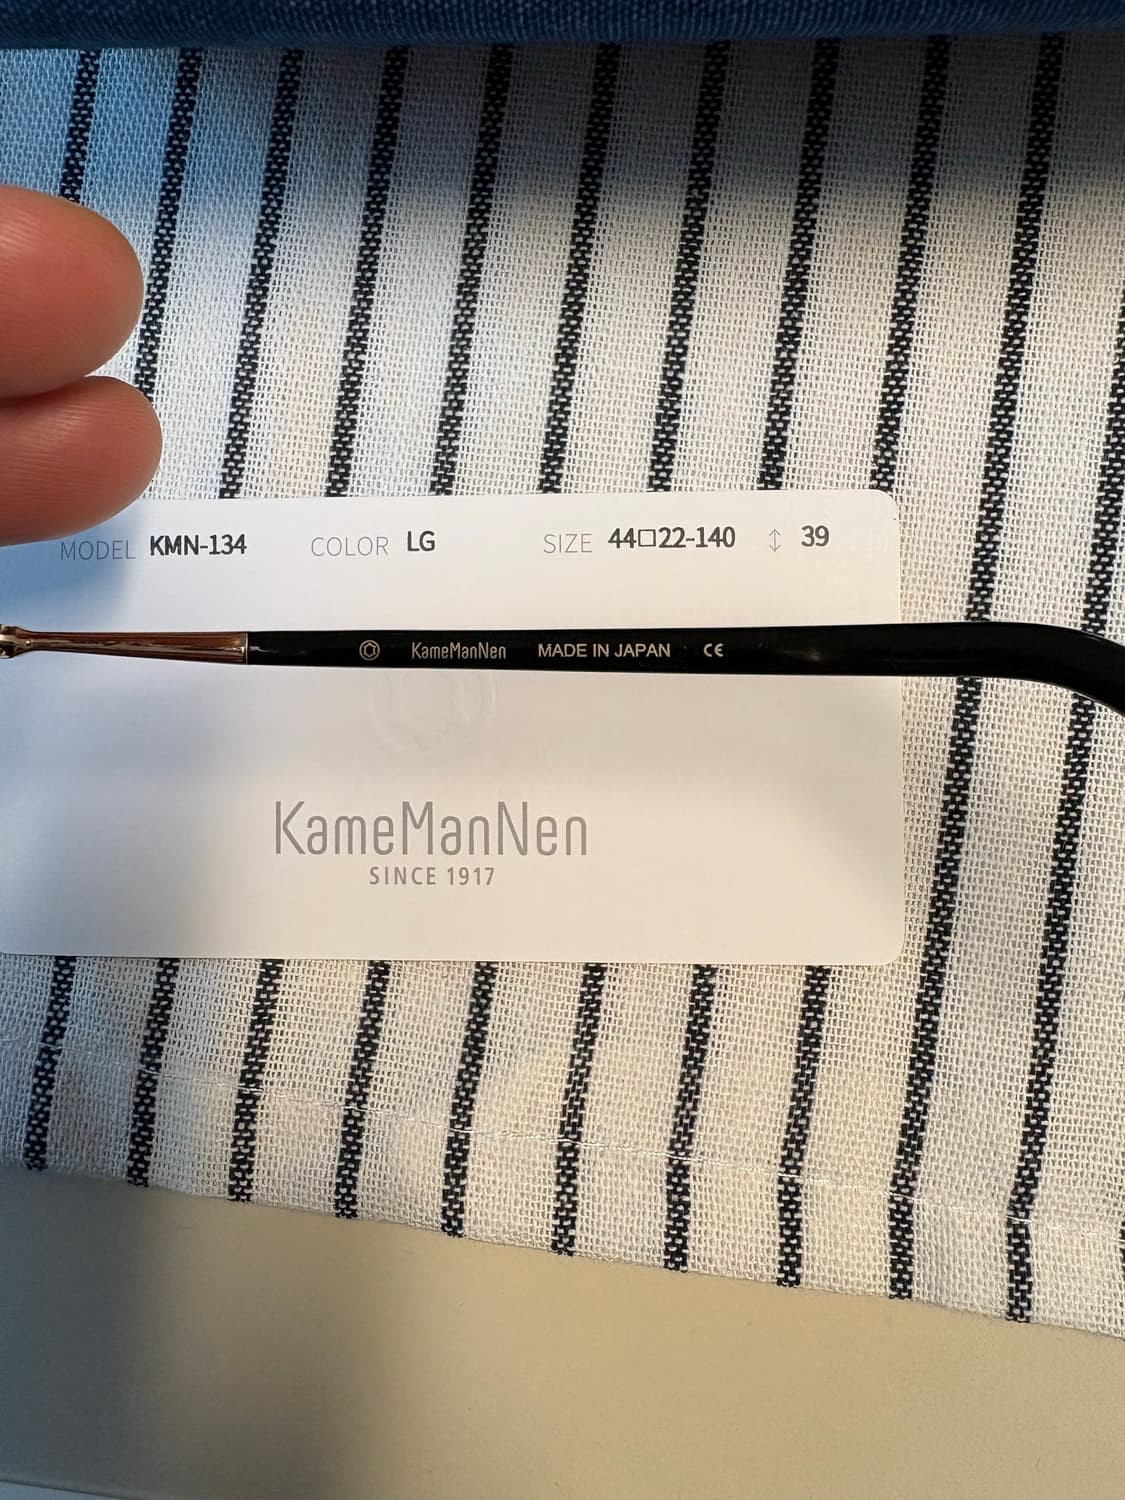 MODEL KMN-134 COLOR LG SIZE 44□22-140 ↕ 39
KameManNen MADE IN JAPAN CE
KameManNen
SINCE 1917